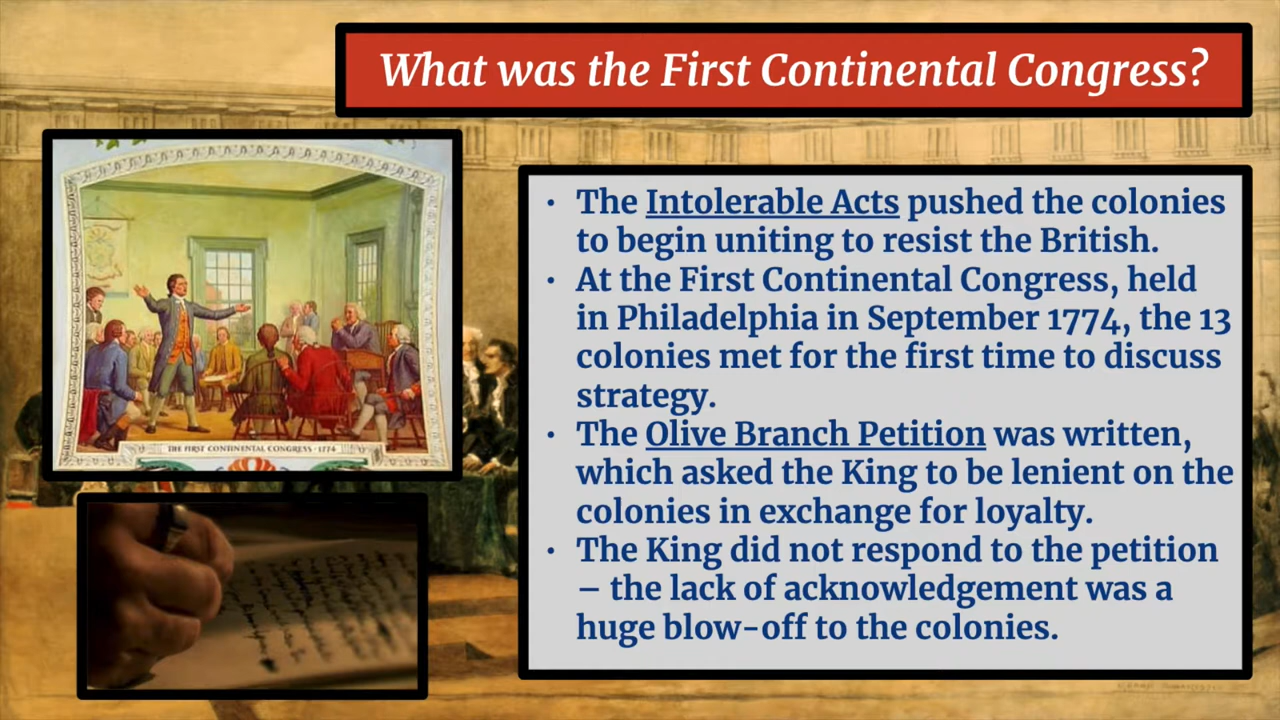 What was the First Continental Congress?
THE FIRST CONTINENTAL CONGRESS · 1774
• The Intolerable Acts pushed the colonies
to begin uniting to resist the British.
• At the First Continental Congress, held
in Philadelphia in September 1774, the 13
colonies met for the first time to discuss
strategy.
• The Olive Branch Petition was written,
which asked the King to be lenient on the
colonies in exchange for loyalty.
• The King did not respond to the petition
– the lack of acknowledgement was a
huge blow-off to the colonies.